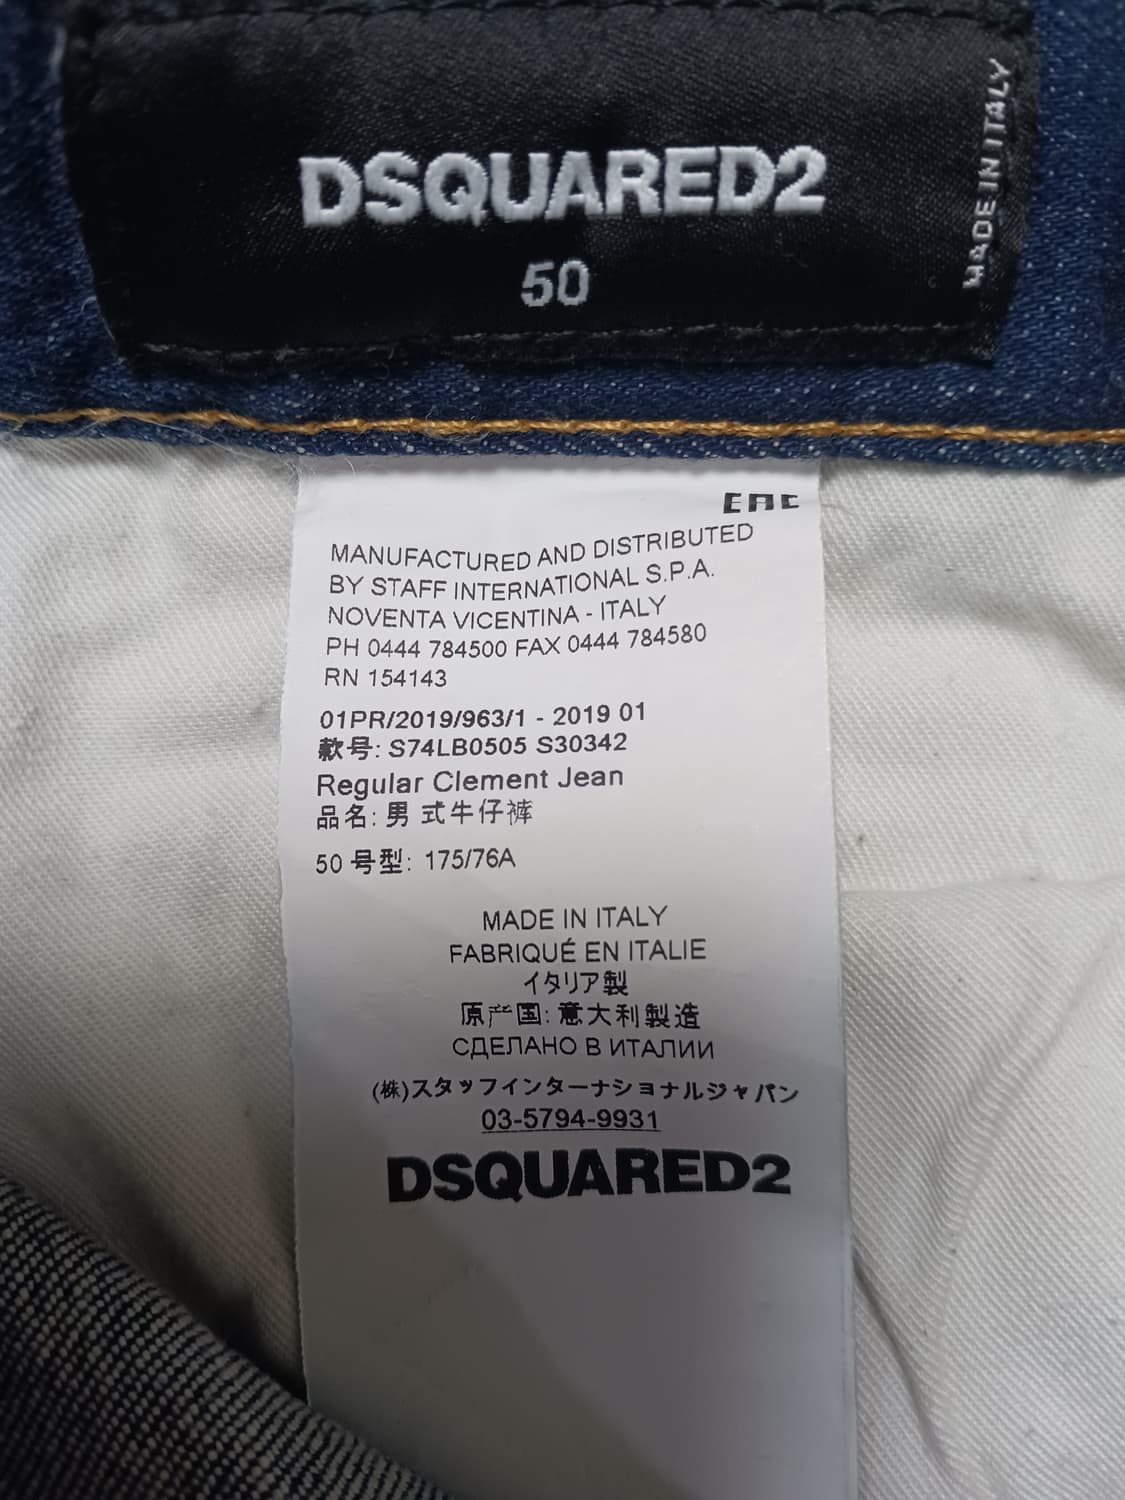 DSQUARED2
50
MADE IN ITALY
EAC
MANUFACTURED AND DISTRIBUTED
BY STAFF INTERNATIONAL S.P.A.
NOVENTA VICENTINA - ITALY
PH 0444 784500 FAX 0444 784580
RN 154143
01PR/2019/963/1 - 2019 01
款号: S74LB0505 S30342
Regular Clement Jean
品名: 男式牛仔裤
50 号型: 175/76A
MADE IN ITALY
FABRIQUÉ EN ITALIE
イタリア製
原产国: 意大利製造
СДЕЛАНО В ИТАЛИИ
(株)スタッフインターナショナルジャパン
03-5794-9931
DSQUARED2